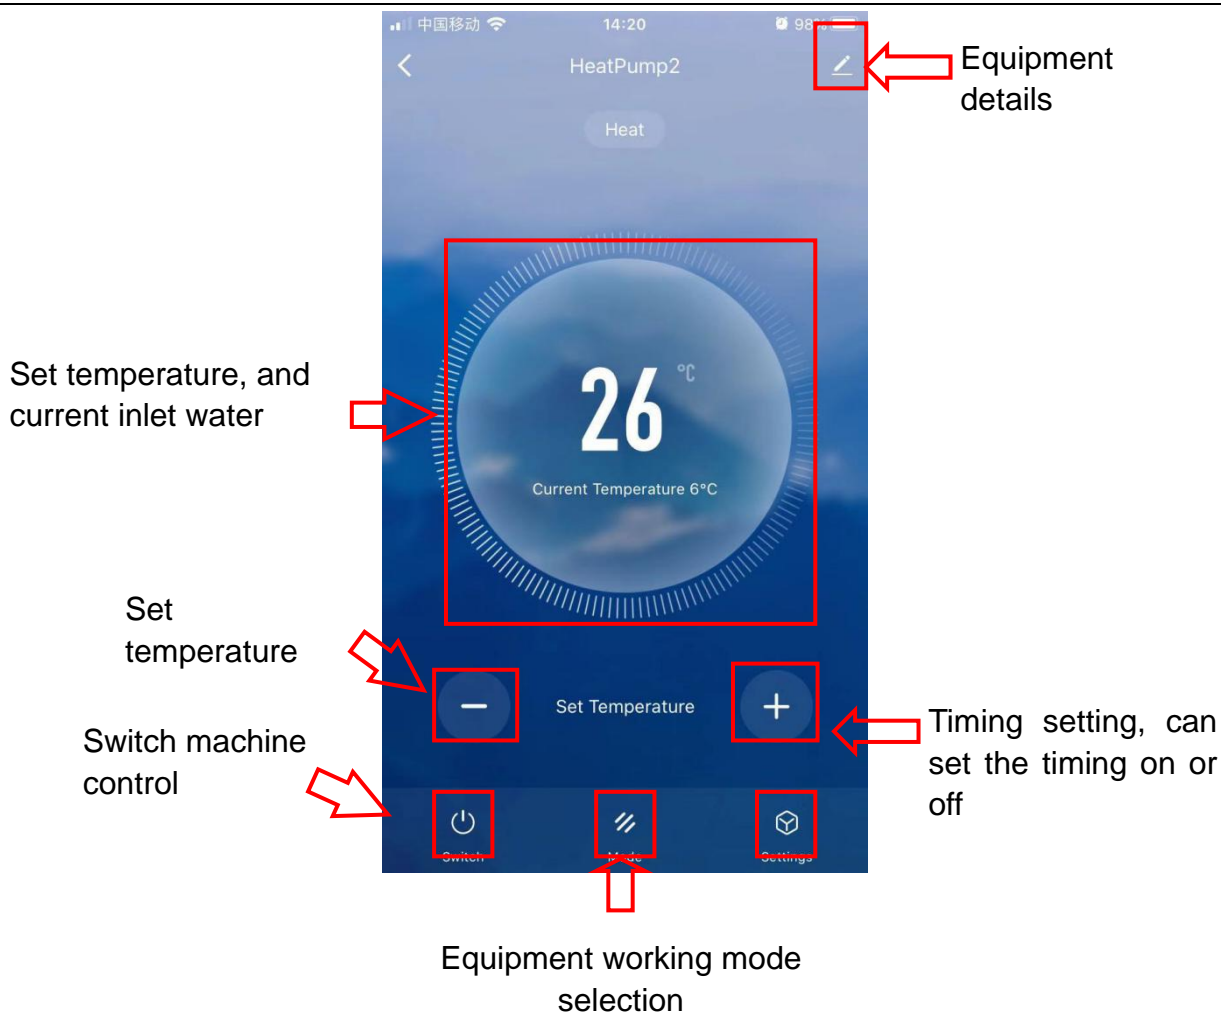 中国移动 14:20 98%
HeatPump2
Equipment
details
Heat
Set temperature, and
current inlet water
26 °C
Current Temperature 6°C
Set
temperature
Set Temperature
Switch machine
control
Timing setting, can
set the timing on or
off
Switch Mode Settings
Equipment working mode
selection